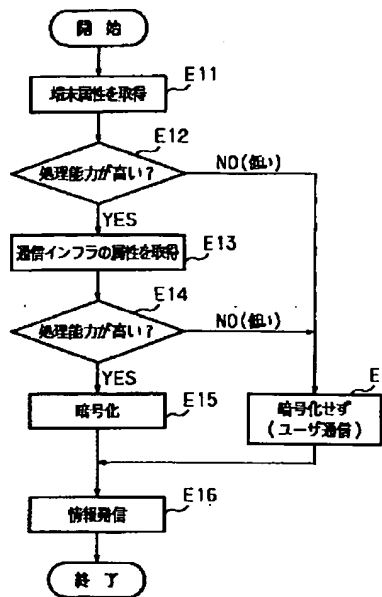 開始
端末属性を取得
E11
処理能力が高い?
E12
NO(低い)
YES
通信インフラの属性を取得
E13
処理能力が高い?
E14
NO(低い)
YES
暗号化
E15
暗号化せず
(ユーザ通信)
E
情報発信
E16
終了